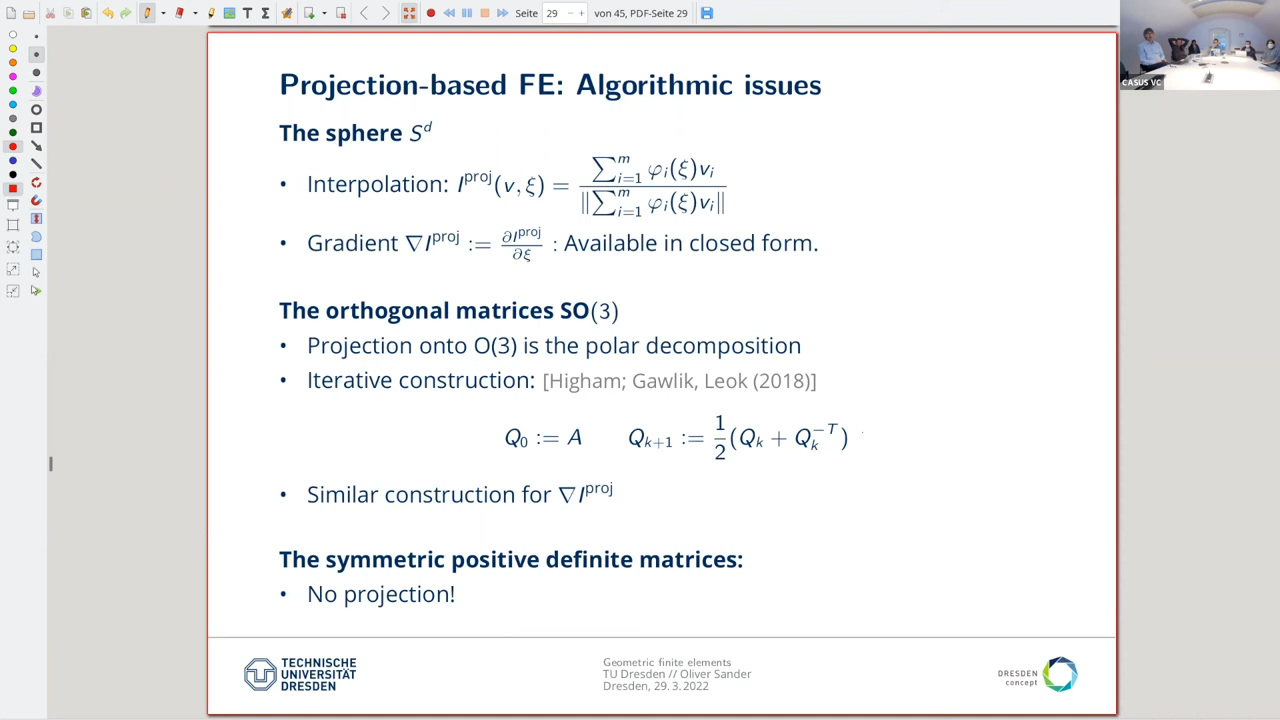 Seite 29 von 45, PDF-Seite 29
CASUS VC
Projection-based FE: Algorithmic issues
The sphere S^d
• Interpolation: I^proj(v, ξ) = ∑_{i=1}^m φ_i(ξ)v_i / ||∑_{i=1}^m φ_i(ξ)v_i||
• Gradient ∇I^proj := ∂I^proj/∂ξ : Available in closed form.
The orthogonal matrices SO(3)
• Projection onto O(3) is the polar decomposition
• Iterative construction: [Higham; Gawlik, Leok (2018)]
Q_0 := A Q_{k+1} := 1/2 (Q_k + Q_k^{-T})
• Similar construction for ∇I^proj
The symmetric positive definite matrices:
• No projection!
TECHNISCHE
UNIVERSITÄT
DRESDEN
Geometric finite elements
TU Dresden // Oliver Sander
Dresden, 29. 3. 2022
DRESDEN
concept